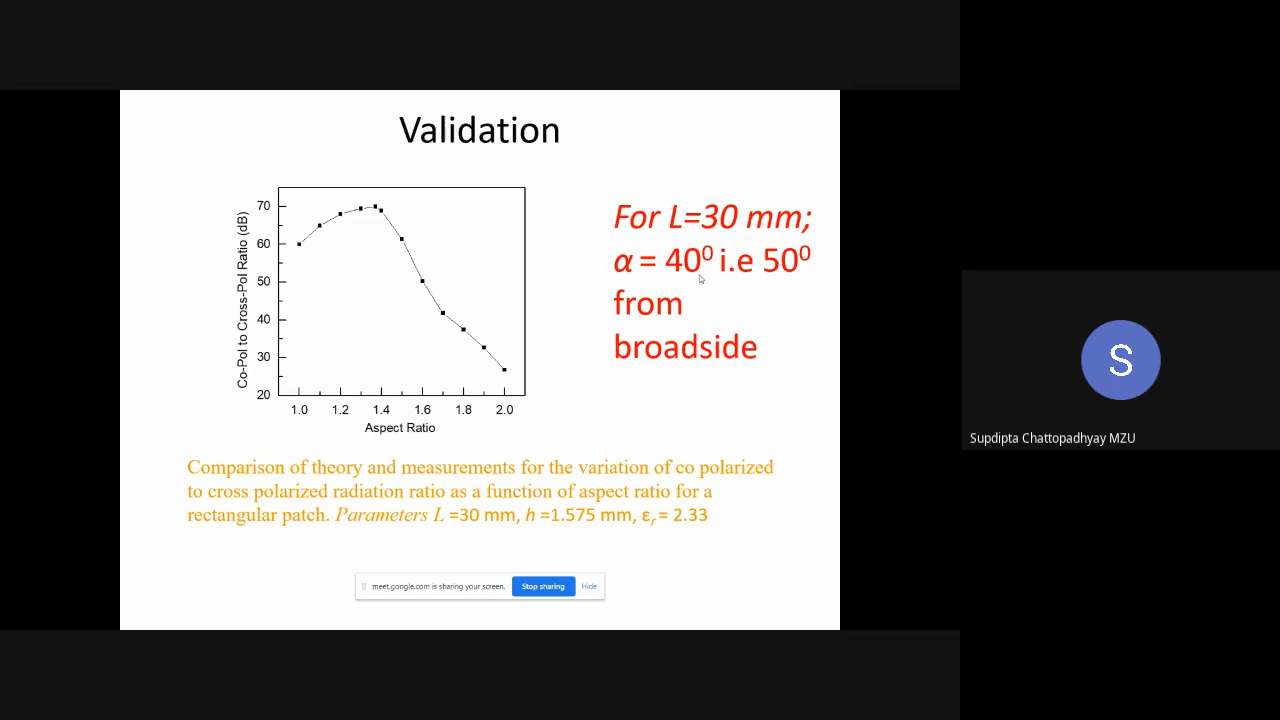 Validation
70
60
50
40
30
20
Co-Pol to Cross-Pol Ratio (dB)
1.0 1.2 1.4 1.6 1.8 2.0
Aspect Ratio
For L=30 mm;
α = 40⁰ i.e 50⁰
from
broadside
Comparison of theory and measurements for the variation of co polarized
to cross polarized radiation ratio as a function of aspect ratio for a
rectangular patch. Parameters L =30 mm, h =1.575 mm, εr = 2.33
meet.google.com is sharing your screen. Stop sharing Hide
S
Supdipta Chattopadhyay MZU